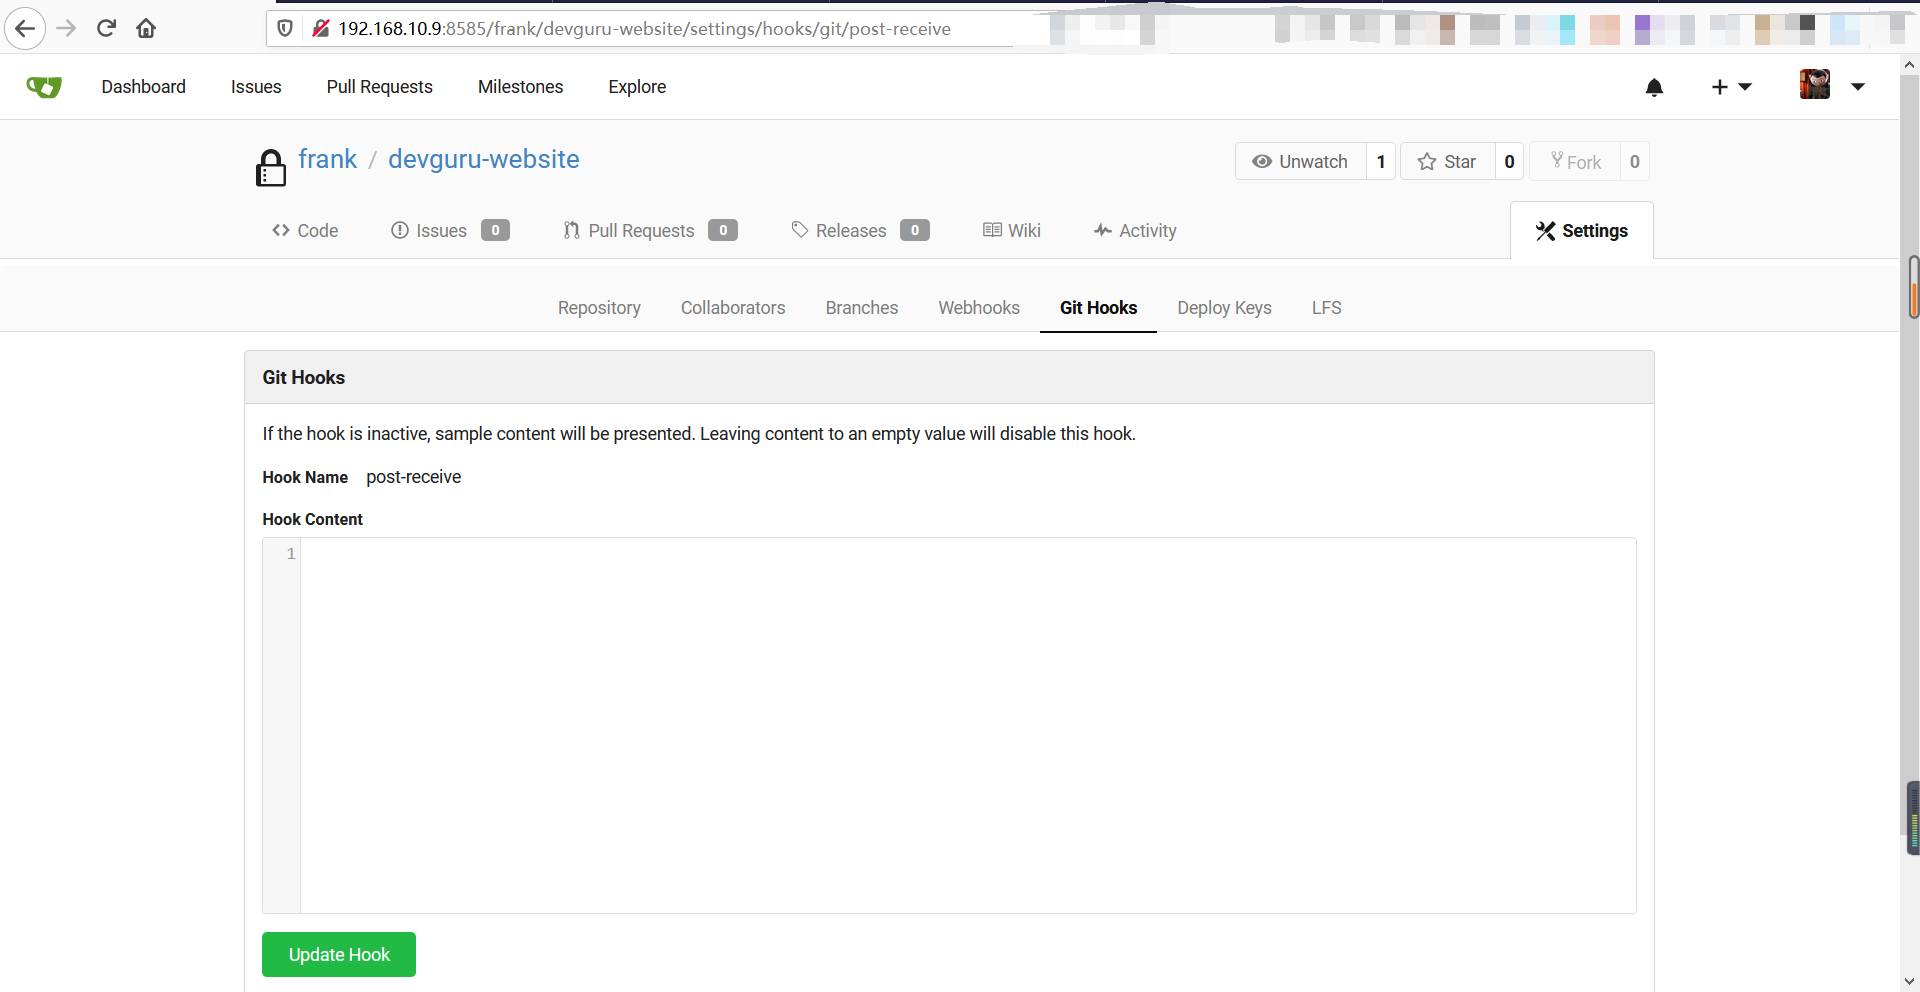 192.168.10.9:8585/frank/devguru-website/settings/hooks/git/post-receive
Dashboard Issues Pull Requests Milestones Explore
frank / devguru-website
Unwatch 1 Star 0 Fork 0
Code Issues 0 Pull Requests 0 Releases 0 Wiki Activity Settings
Repository Collaborators Branches Webhooks Git Hooks Deploy Keys LFS
Git Hooks
If the hook is inactive, sample content will be presented. Leaving content to an empty value will disable this hook.
Hook Name post-receive
Hook Content
1
Update Hook